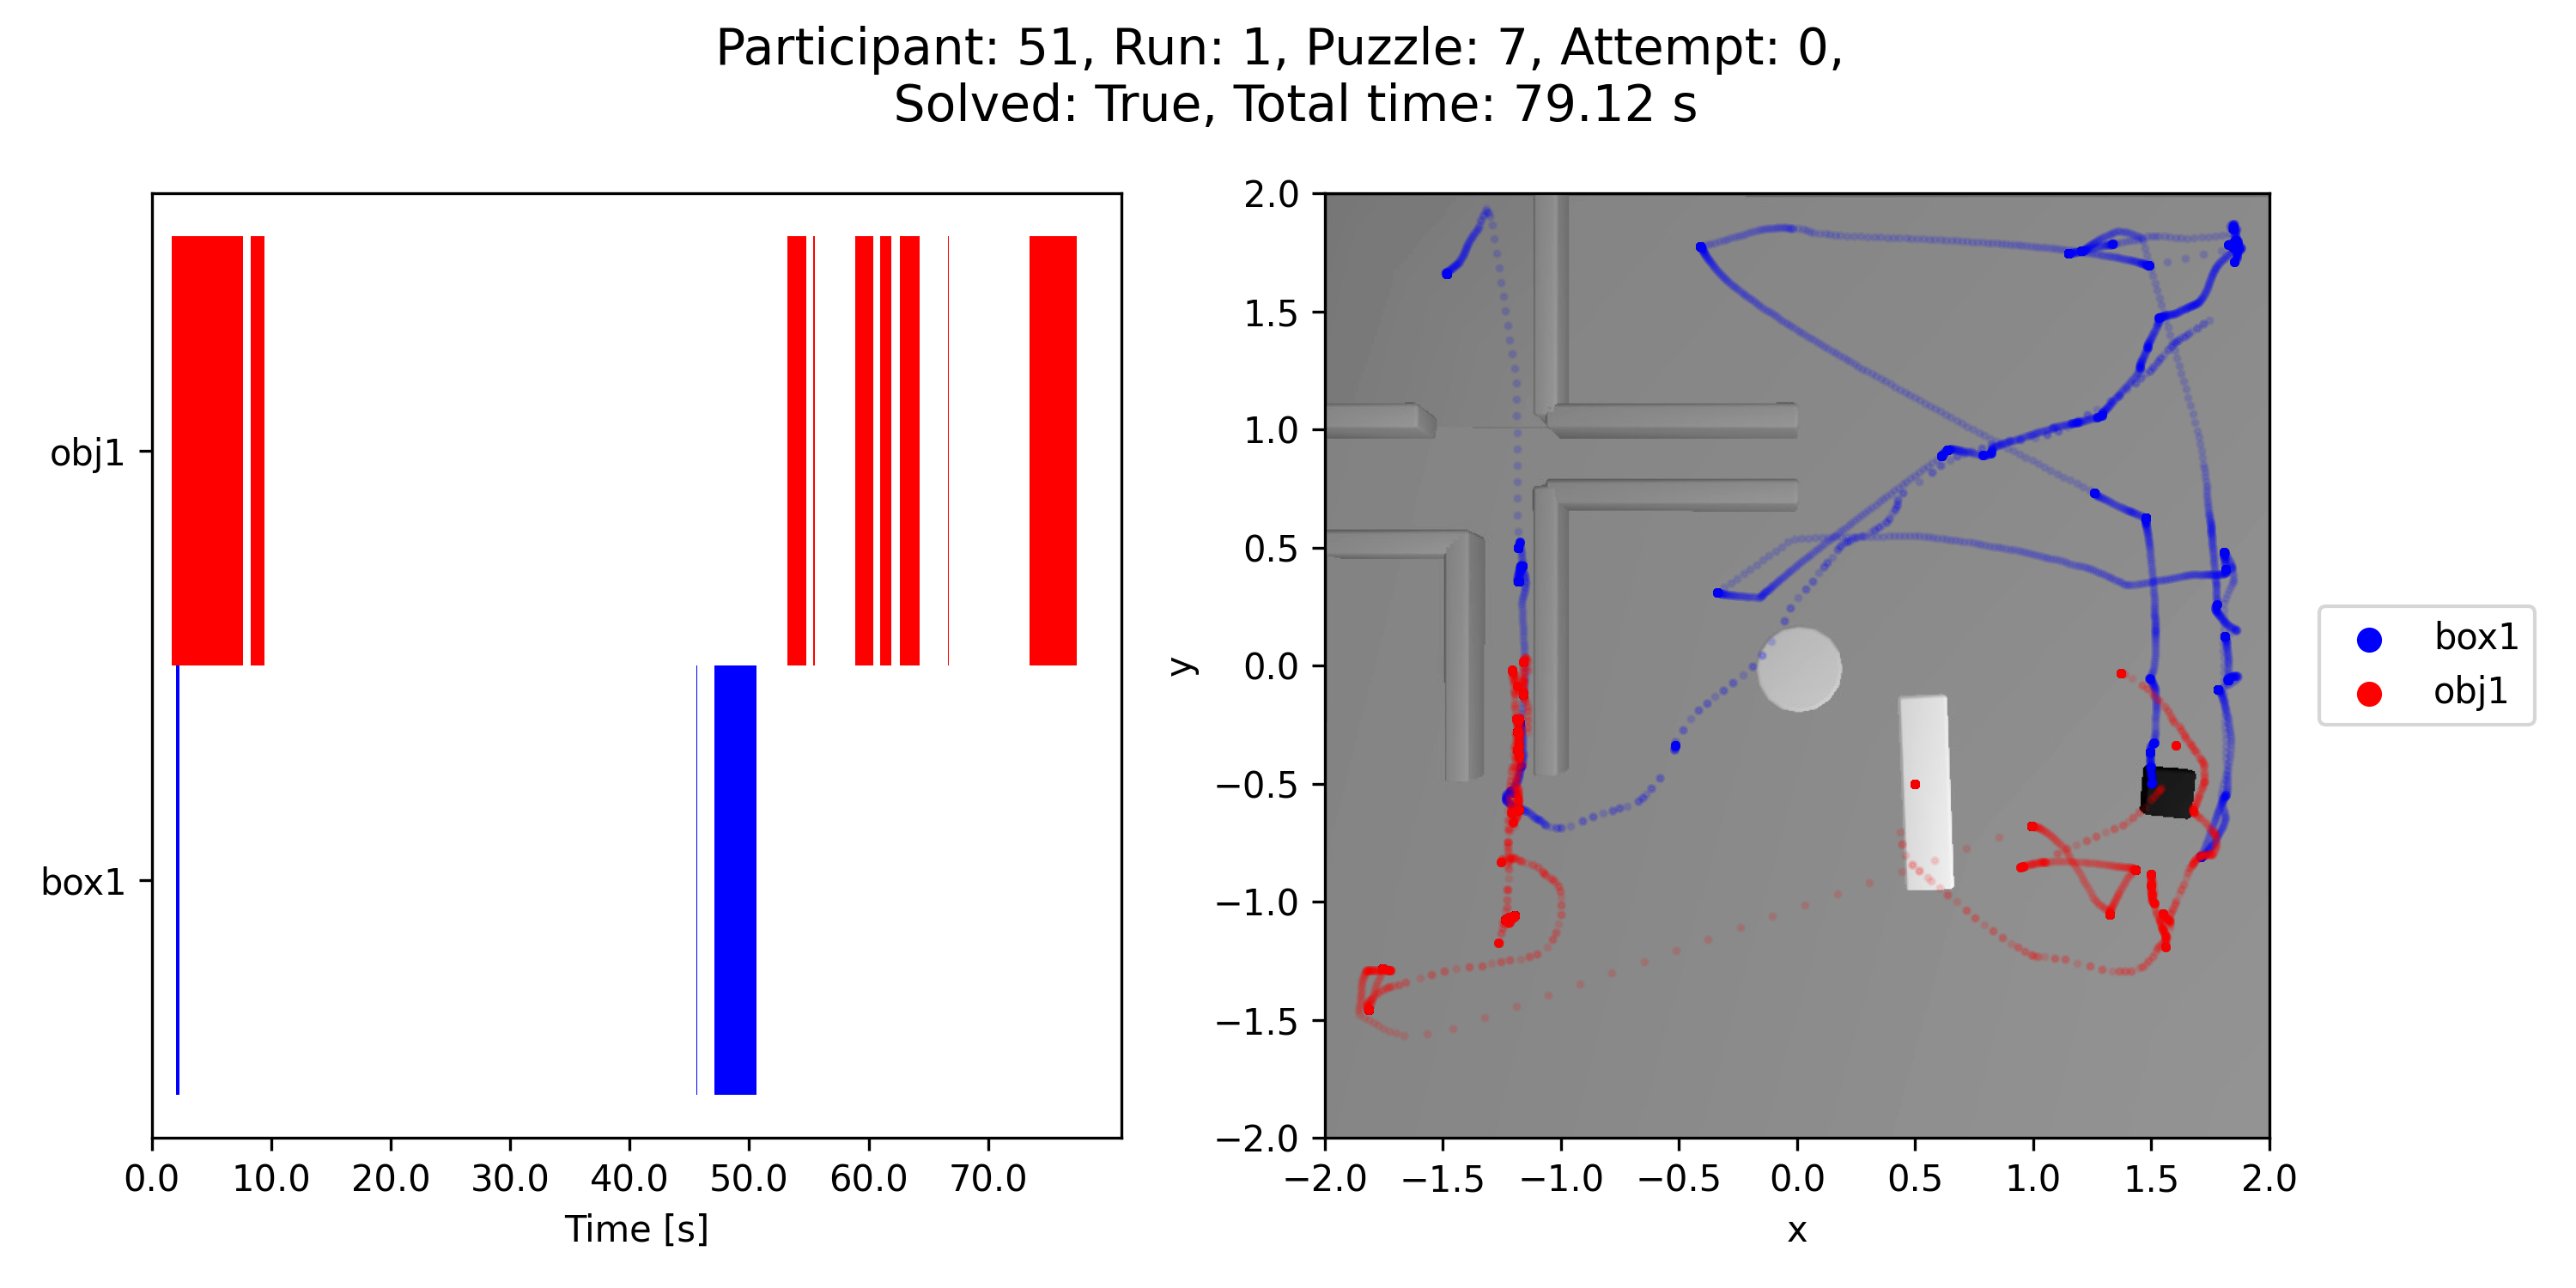 Participant: 51, Run: 1, Puzzle: 7, Attempt: 0,
Solved: True, Total time: 79.12 s
obj1
box1
0.0 10.0 20.0 30.0 40.0 50.0 60.0 70.0
Time [s]
2.0
1.5
1.0
0.5
0.0
−0.5
−1.0
−1.5
−2.0
y
−2.0 −1.5 −1.0 −0.5 0.0 0.5 1.0 1.5 2.0
x
box1
obj1